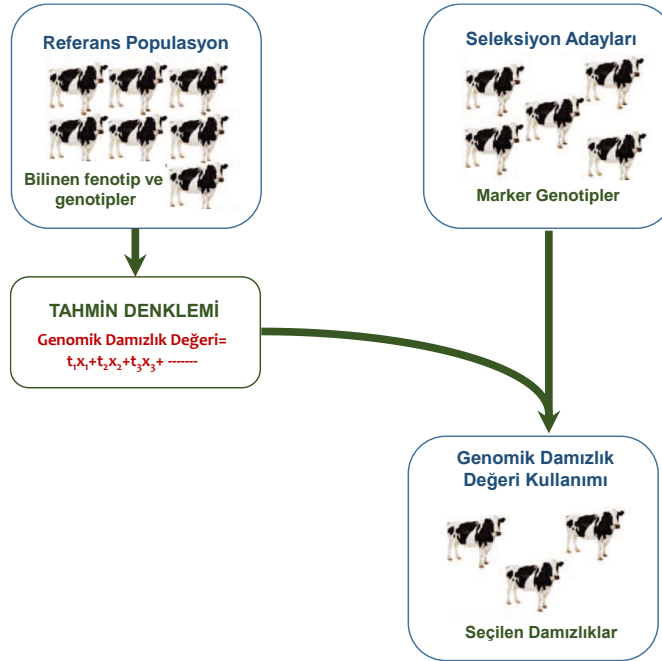 Referans Populasyon
Bilinen fenotip ve
genotipler
Seleksiyon Adayları
Marker Genotipler
TAHMİN DENKLEMİ
Genomik Damızlık Değeri=
t₁x₁+t₂x₂+t₃x₃+ -------
Genomik Damızlık
Değeri Kullanımı
Seçilen Damızlıklar